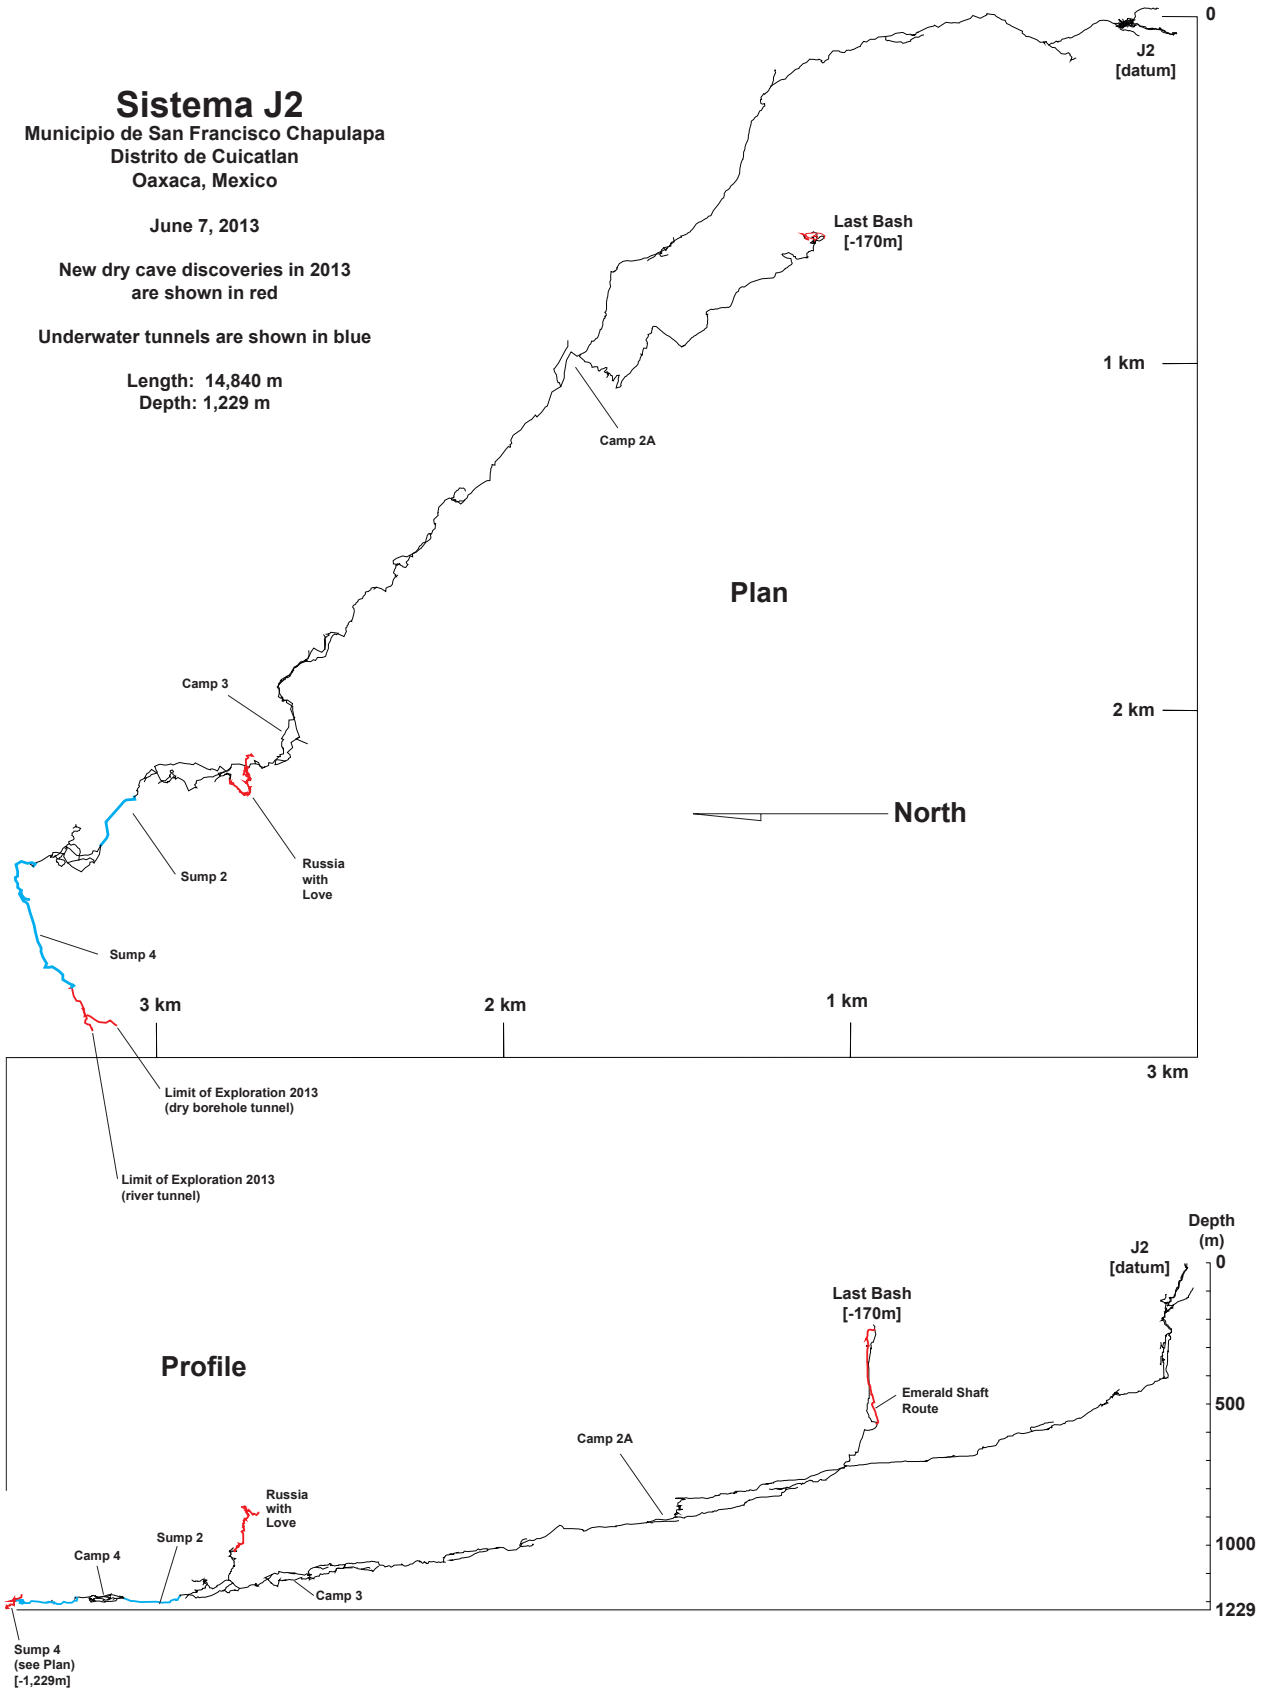 Sistema J2
Municipio de San Francisco Chapulapa
Distrito de Cuicatlan
Oaxaca, Mexico
June 7, 2013
New dry cave discoveries in 2013
are shown in red
Underwater tunnels are shown in blue
Length: 14,840 m
Depth: 1,229 m
0
J2
[datum]
Last Bash
[-170m]
1 km
Camp 2A
Plan
Camp 3
2 km
North
Russia
with
Love
Sump 2
Sump 4
3 km
2 km
1 km
3 km
Limit of Exploration 2013
(dry borehole tunnel)
Limit of Exploration 2013
(river tunnel)
Depth
(m)
J2
[datum]
0
Last Bash
[-170m]
Profile
Emerald Shaft
Route
500
Camp 2A
Russia
with
Love
Sump 2
Camp 4
1000
Camp 3
1229
Sump 4
(see Plan)
[-1,229m]